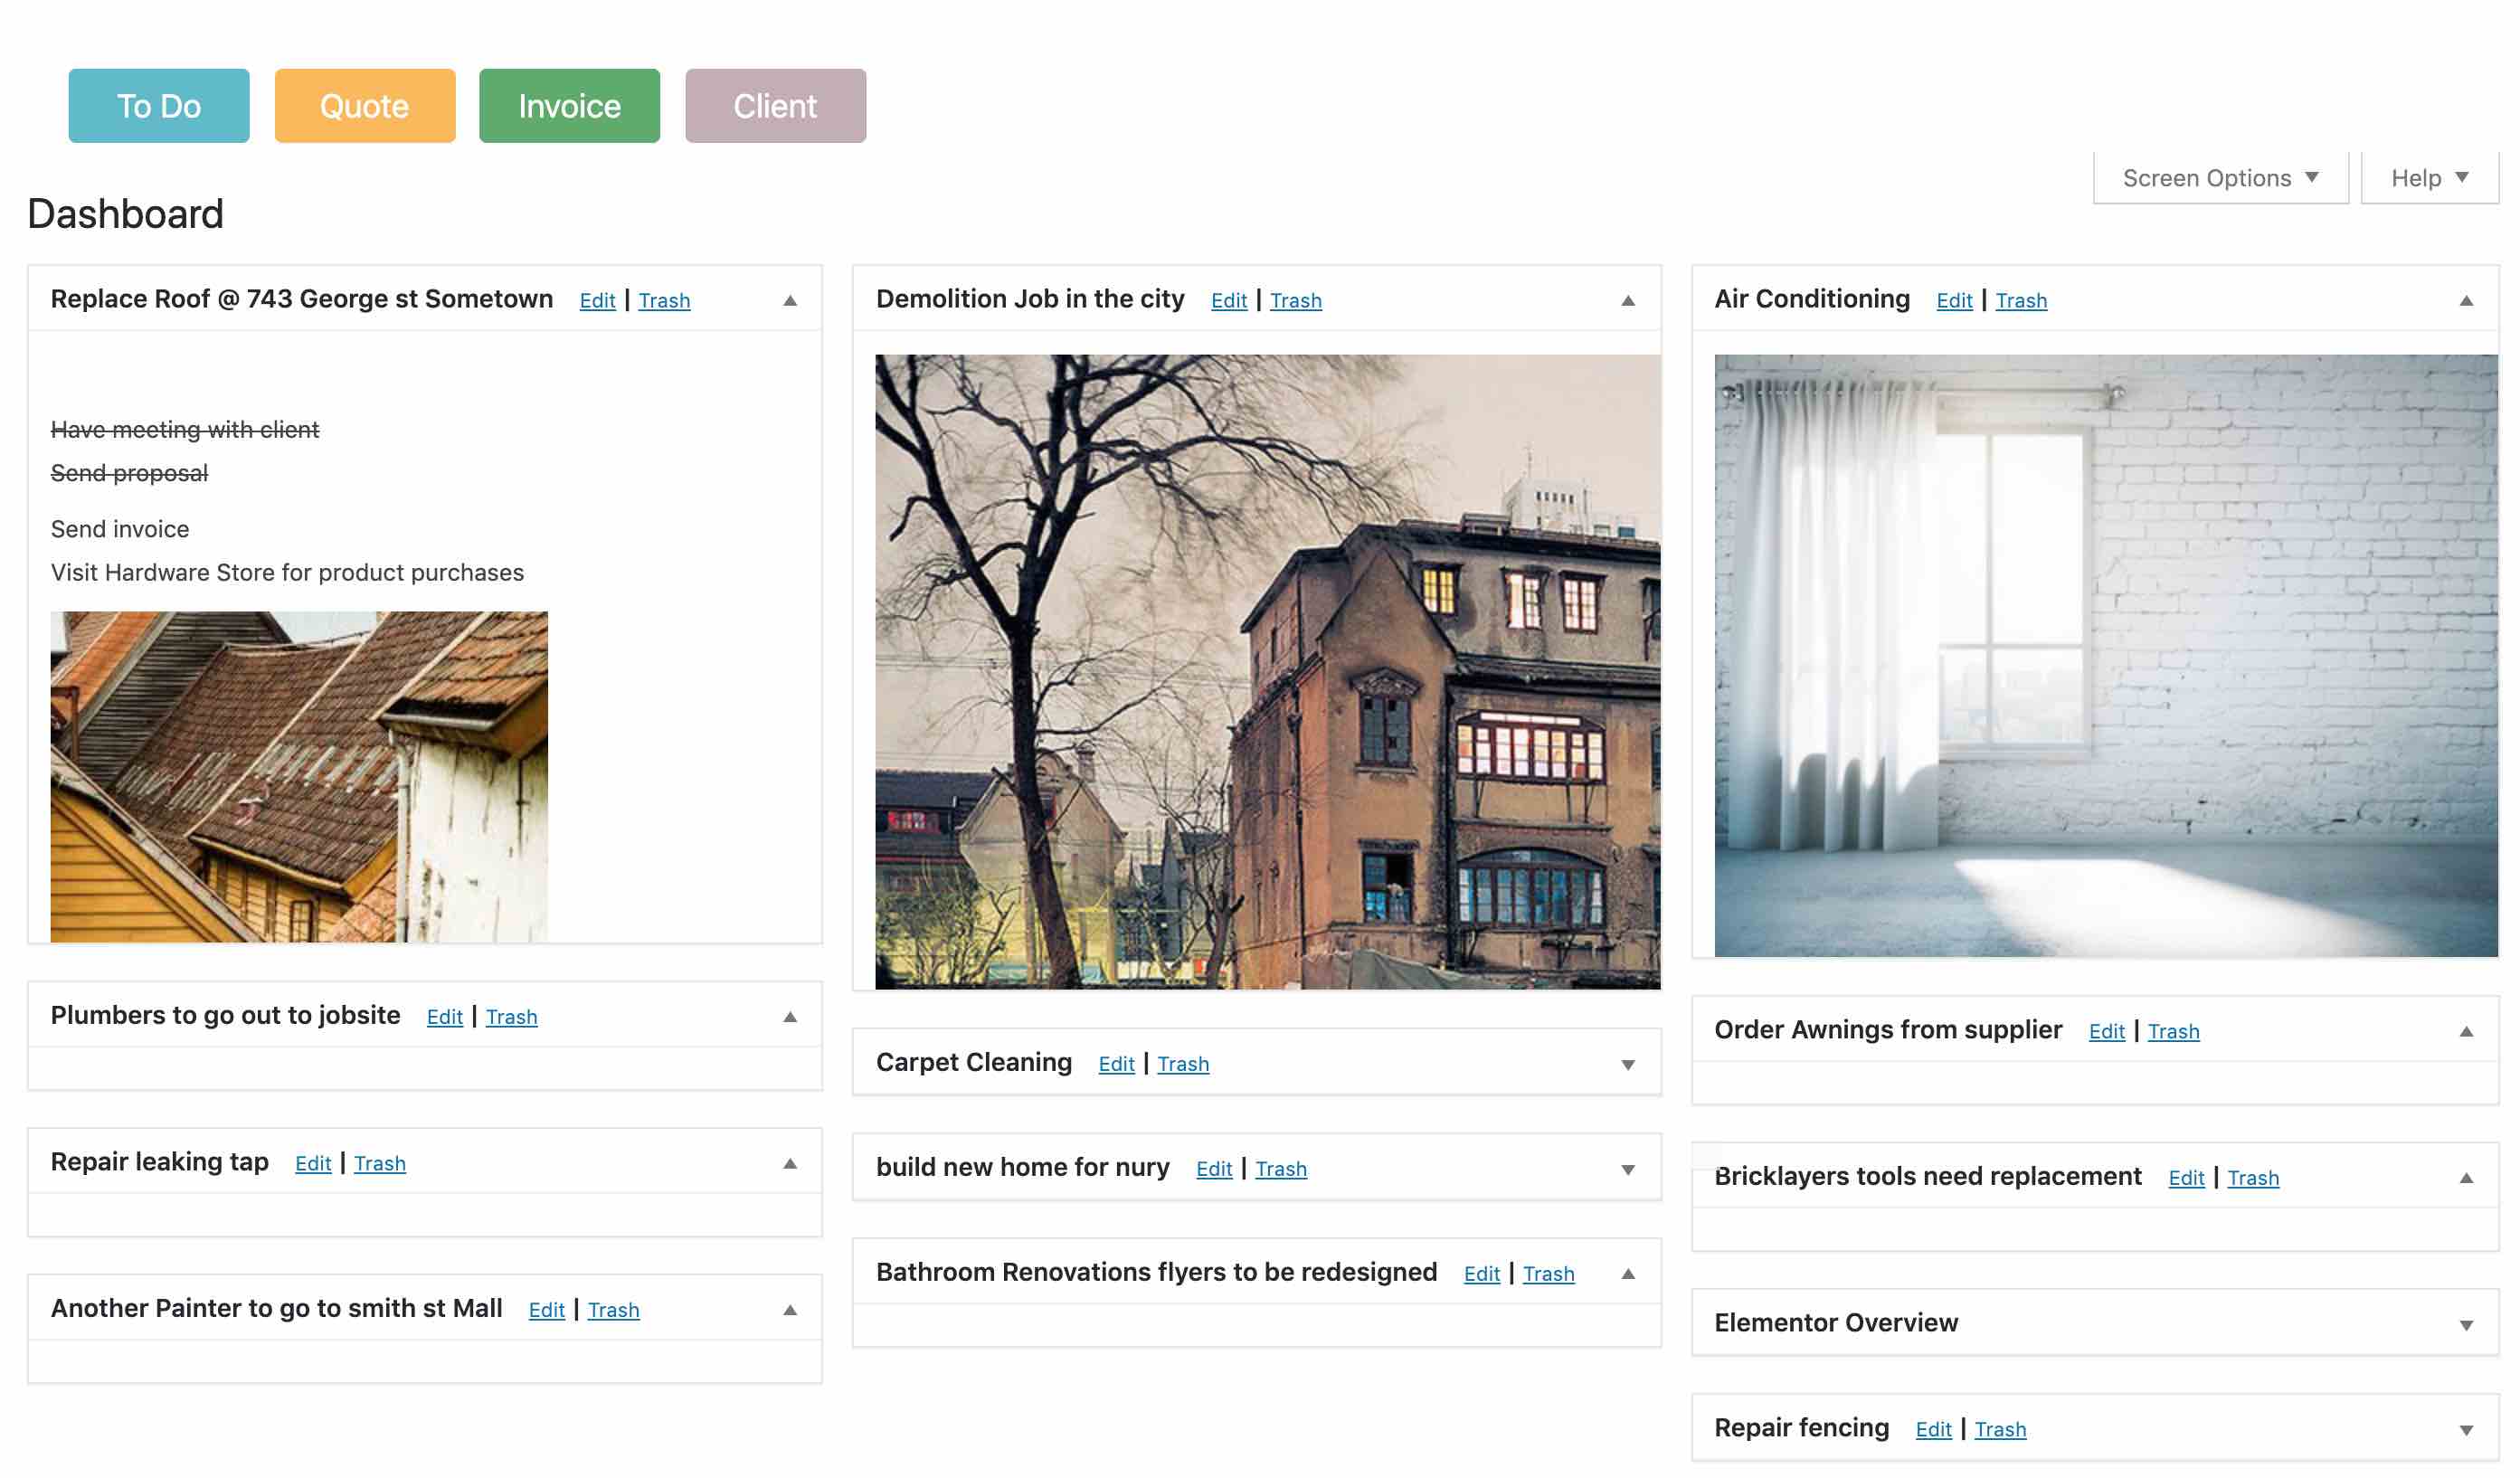 To Do Quote Invoice Client
Screen Options Help
Dashboard
Replace Roof @ 743 George st Sometown Edit | Trash
Have meeting with client
Send proposal
Send invoice
Visit Hardware Store for product purchases
Plumbers to go out to jobsite Edit | Trash
Repair leaking tap Edit | Trash
Another Painter to go to smith st Mall Edit | Trash
Demolition Job in the city Edit | Trash
Carpet Cleaning Edit | Trash
build new home for nury Edit | Trash
Bathroom Renovations flyers to be redesigned Edit | Trash
Air Conditioning Edit | Trash
Order Awnings from supplier Edit | Trash
Bricklayers tools need replacement Edit | Trash
Elementor Overview
Repair fencing Edit | Trash